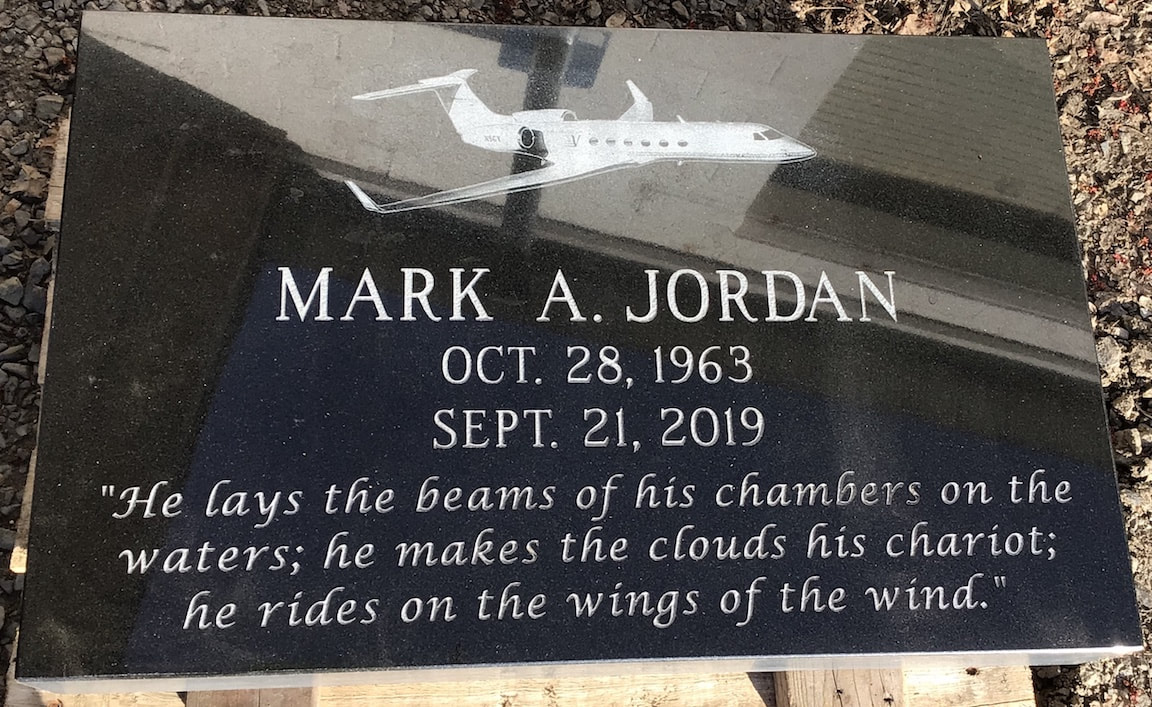 V
MARK A. JORDAN
OCT. 28, 1963
SEPT. 21, 2019
"He lays the beams of his chambers on the
waters; he makes the clouds his chariot;
he rides on the wings of the wind."